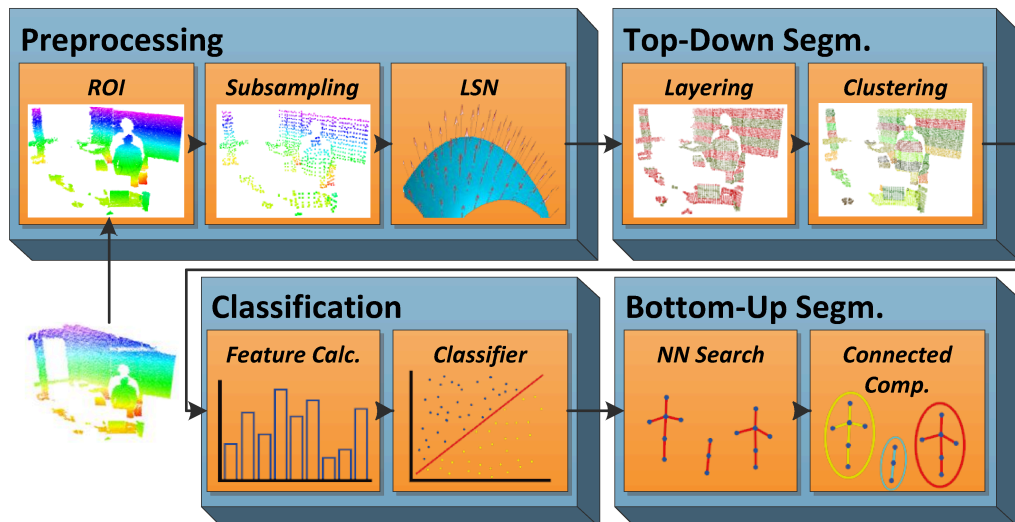 Preprocessing
ROI
Subsampling
LSN
Top-Down Segm.
Layering
Clustering
Classification
Feature Calc.
Classifier
Bottom-Up Segm.
NN Search
Connected
Comp.